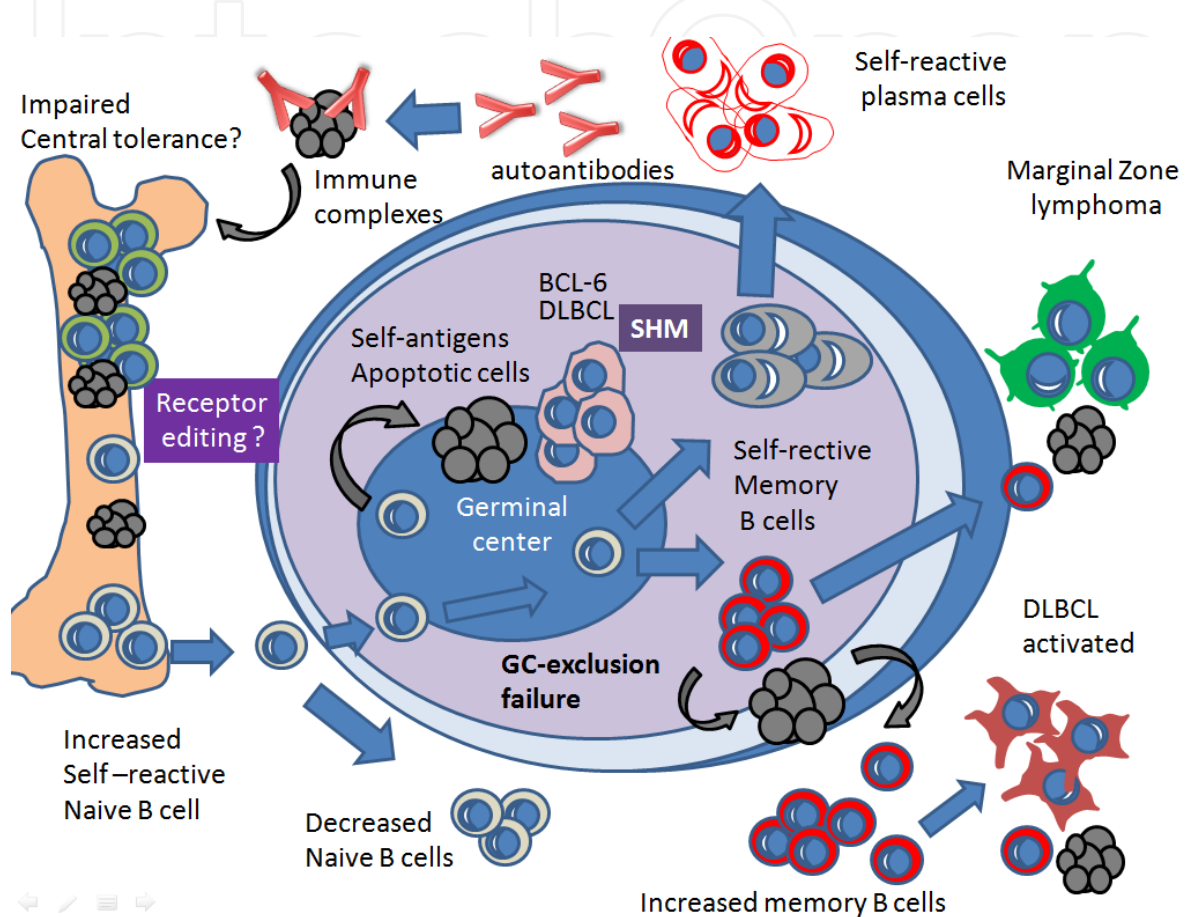 Impaired
Central tolerance?
Immune
complexes
autoantibodies
Self-reactive
plasma cells
Marginal Zone
lymphoma
BCL-6
DLBCL
SHM
Self-antigens
Apoptotic cells
Receptor
editing ?
Germinal
center
Self-rective
Memory
B cells
GC-exclusion
failure
DLBCL
activated
Increased
Self –reactive
Naive B cell
Decreased
Naive B cells
Increased memory B cells